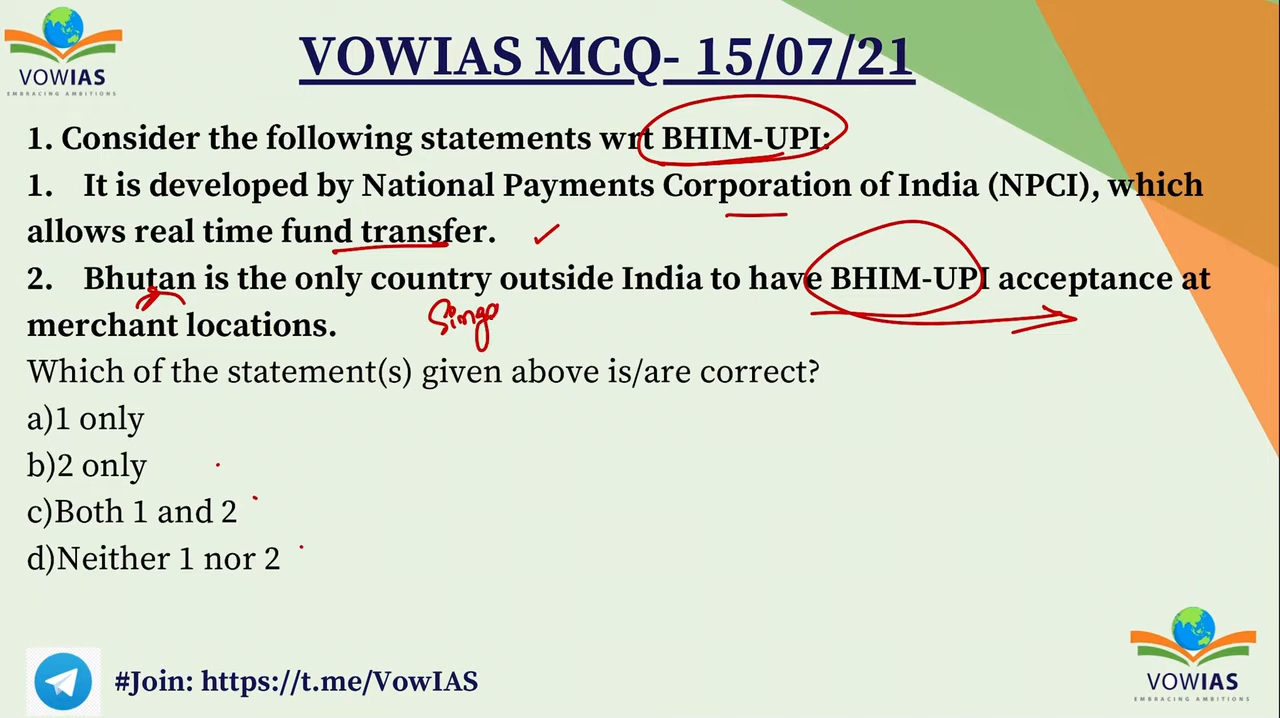 VOWIAS
EMBRACING AMBITIONS
VOWIAS MCQ- 15/07/21
1. Consider the following statements wrt BHIM-UPI:
1. It is developed by National Payments Corporation of India (NPCI), which
allows real time fund transfer.
2. Bhutan is the only country outside India to have BHIM-UPI acceptance at
merchant locations.
Which of the statement(s) given above is/are correct?
a)1 only
b)2 only
c)Both 1 and 2
d)Neither 1 nor 2
#Join: https://t.me/VowIAS
VOWIAS
EMBRACING AMBITIONS